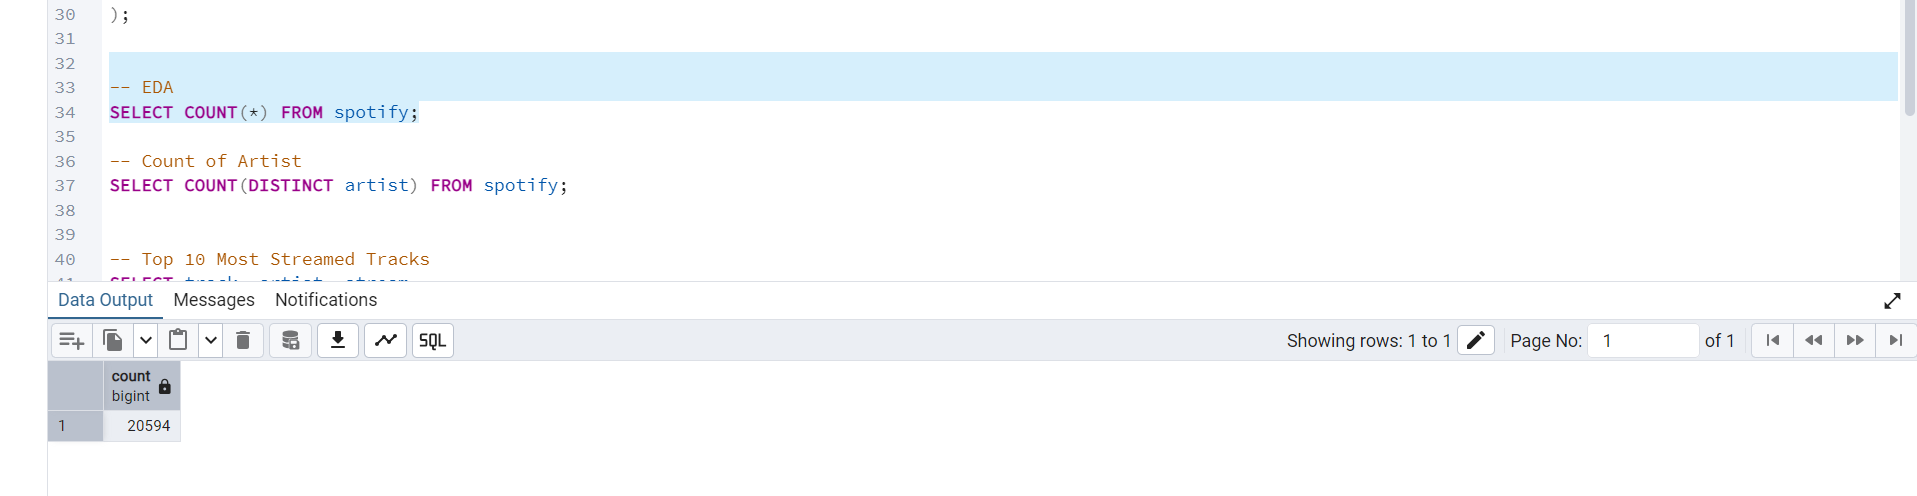 30 );
31
32
33 -- EDA
34 SELECT COUNT(*) FROM spotify;
35
36 -- Count of Artist
37 SELECT COUNT(DISTINCT artist) FROM spotify;
38
39
40 -- Top 10 Most Streamed Tracks
Data Output Messages Notifications
SQL Showing rows: 1 to 1 Page No: 1 of 1
count
bigint
1 20594